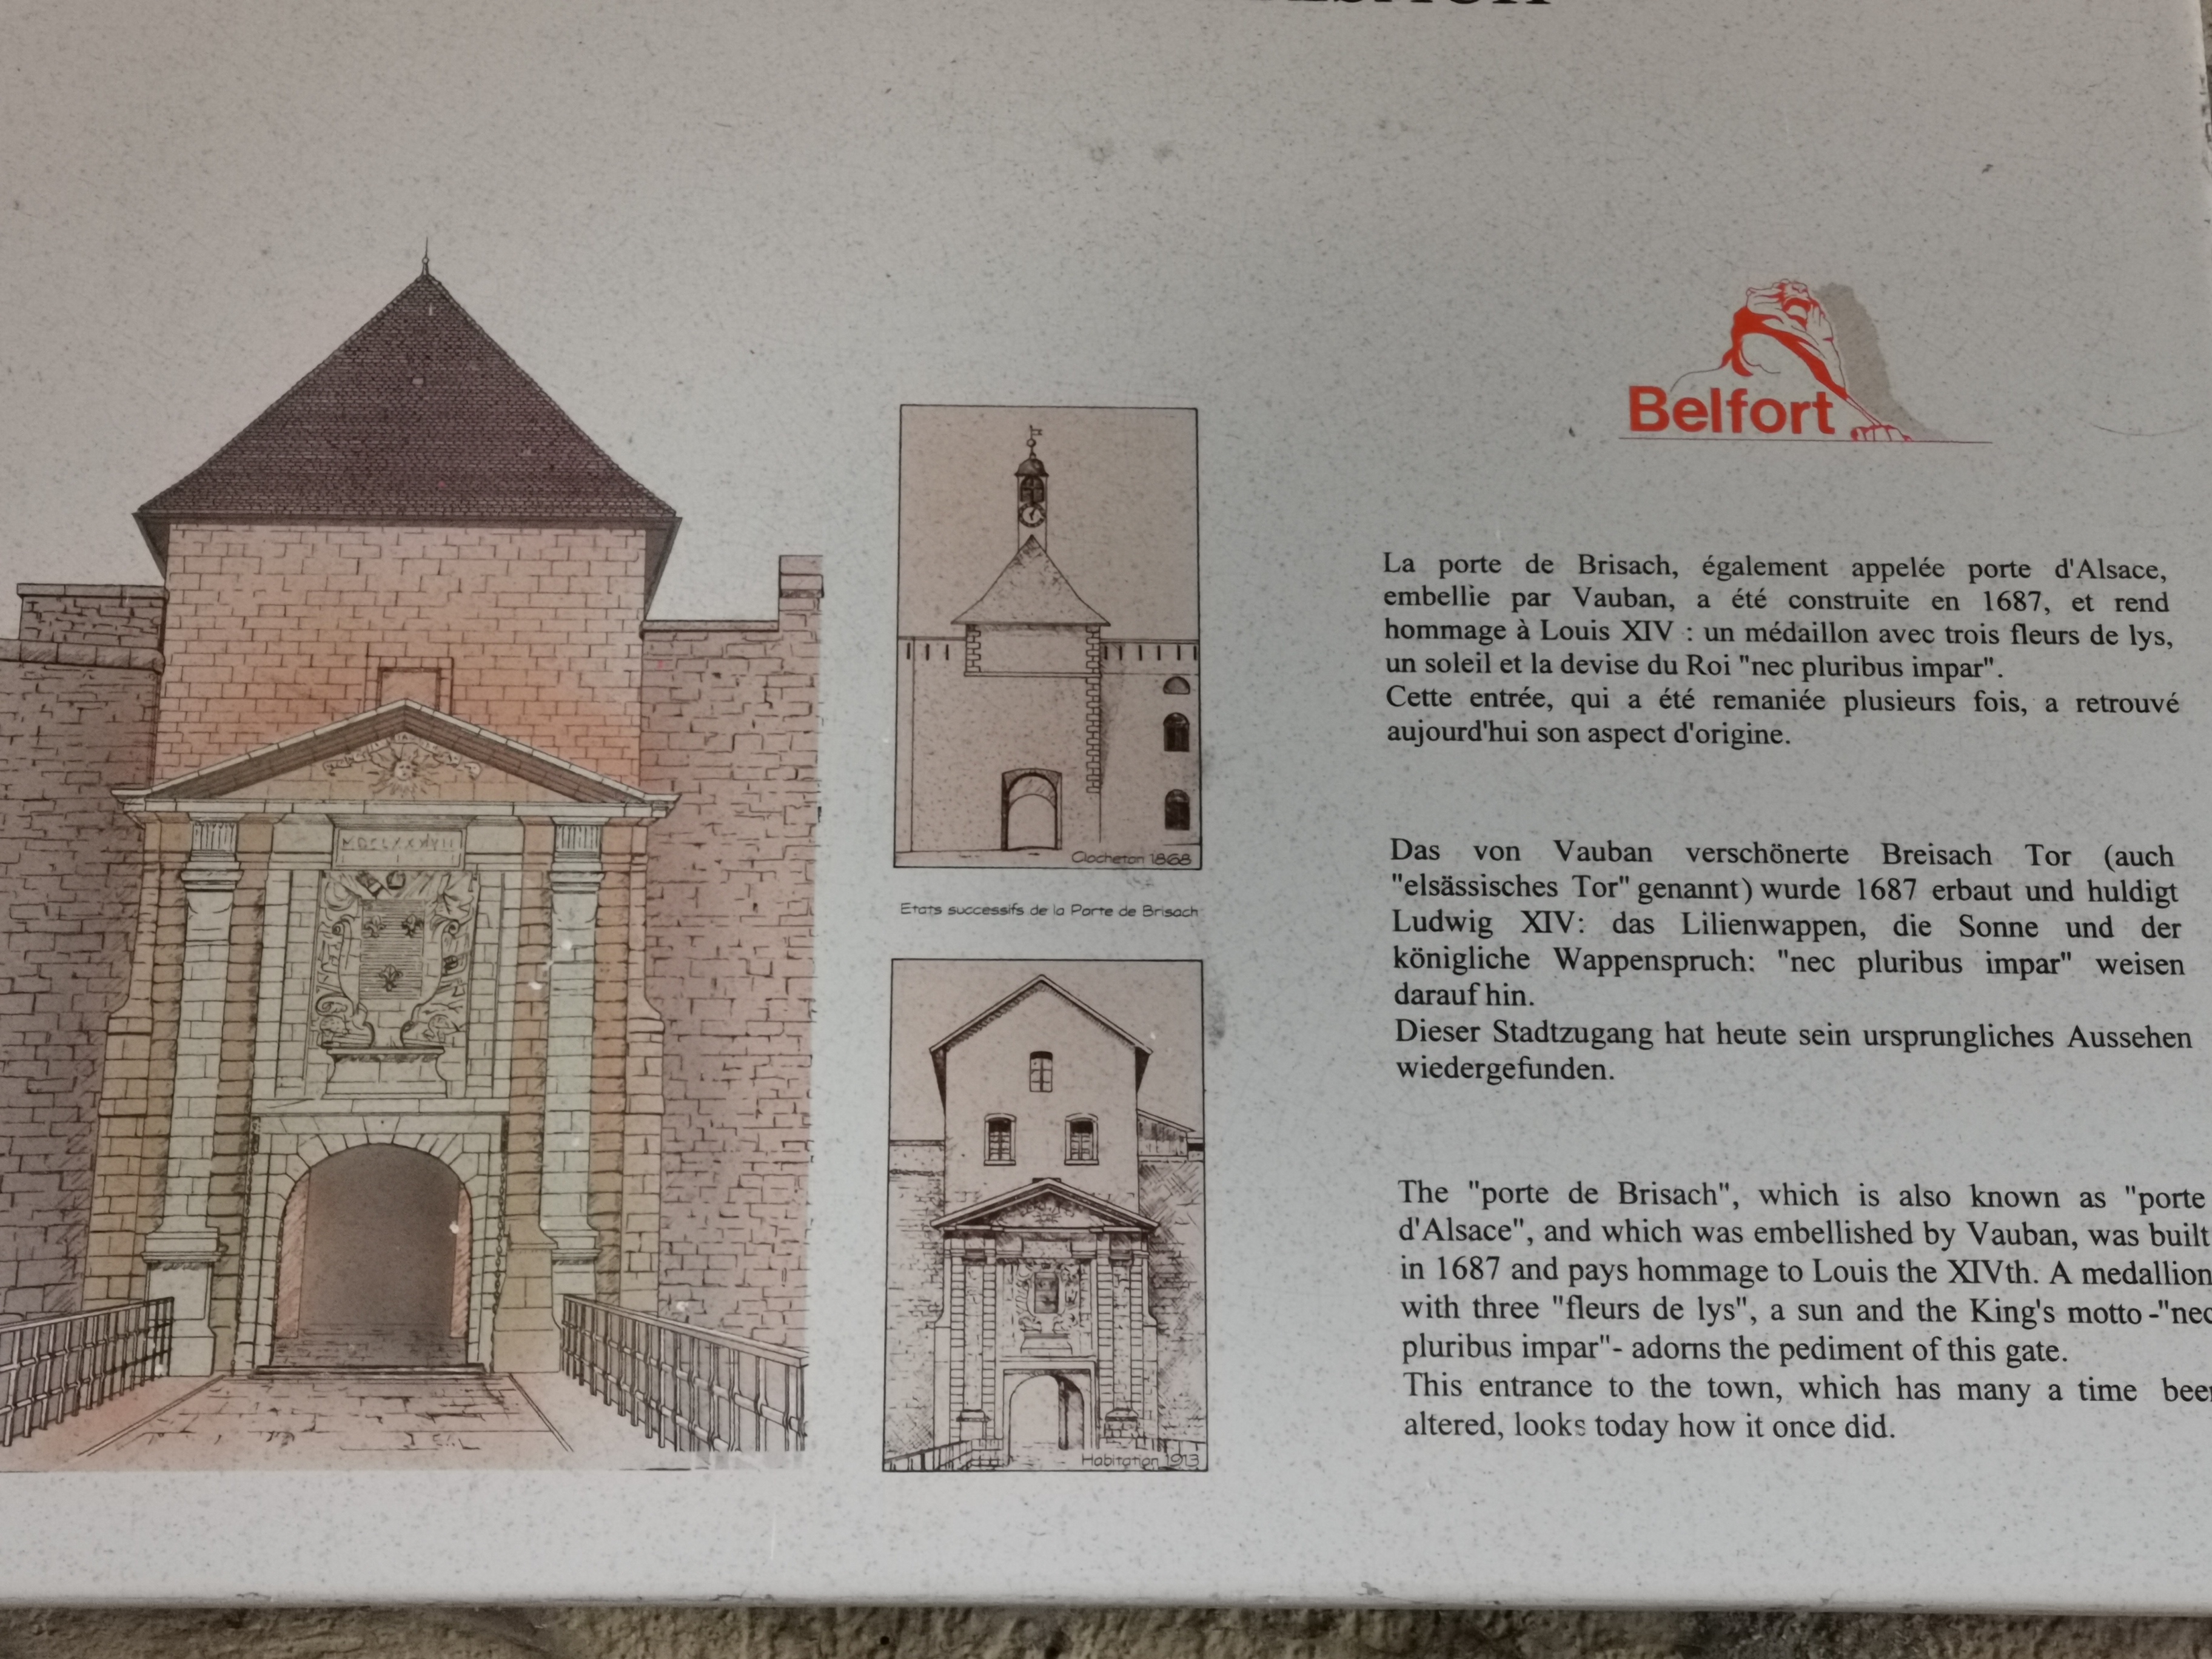 MDCLXXXVII
Clocheton 1868
Etats successifs de la Porte de Brisach
Habitation 1913
Belfort
La porte de Brisach, également appelée porte d'Alsace,
embellie par Vauban, a été construite en 1687, et rend
hommage à Louis XIV : un médaillon avec trois fleurs de lys,
un soleil et la devise du Roi "nec pluribus impar".
Cette entrée, qui a été remaniée plusieurs fois, a retrouvé
aujourd'hui son aspect d'origine.
Das von Vauban verschönerte Breisach Tor (auch
"elsässisches Tor" genannt) wurde 1687 erbaut und huldigt
Ludwig XIV: das Lilienwappen, die Sonne und der
königliche Wappenspruch: "nec pluribus impar" weisen
darauf hin.
Dieser Stadtzugang hat heute sein ursprungliches Aussehen
wiedergefunden.
The "porte de Brisach", which is also known as "porte
d'Alsace", and which was embellished by Vauban, was built
in 1687 and pays hommage to Louis the XIVth. A medallion
with three "fleurs de lys", a sun and the King's motto -"nec
pluribus impar"- adorns the pediment of this gate.
This entrance to the town, which has many a time been
altered, looks today how it once did.